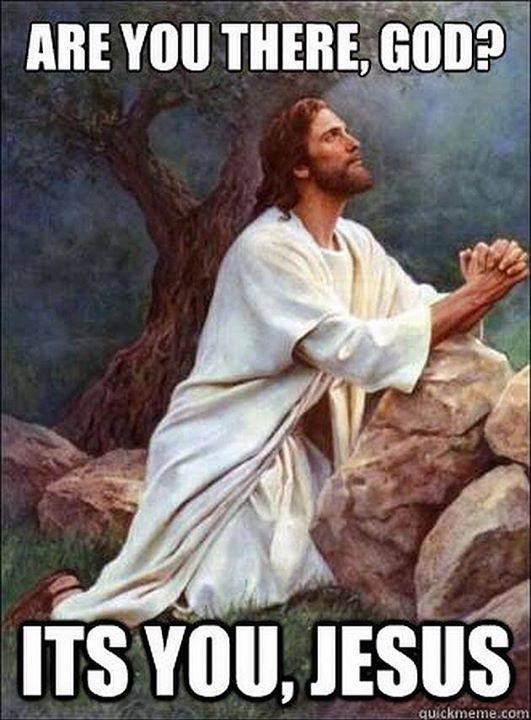 ARE YOU THERE, GOD?
ITS YOU, JESUS
quickmeme.com